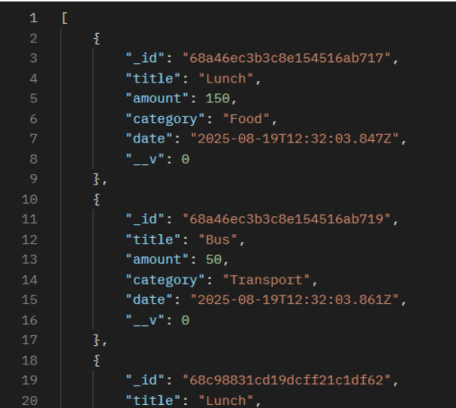 1 [
2 {
3 "_id": "68a46ec3b3c8e154516ab717",
4 "title": "Lunch",
5 "amount": 150,
6 "category": "Food",
7 "date": "2025-08-19T12:32:03.847Z",
8 "__v": 0
9 },
10 {
11 "_id": "68a46ec3b3c8e154516ab719",
12 "title": "Bus",
13 "amount": 50,
14 "category": "Transport",
15 "date": "2025-08-19T12:32:03.861Z",
16 "__v": 0
17 },
18 {
19 "_id": "68c98831cd19dcff21c1df62",
20 "title": "Lunch",